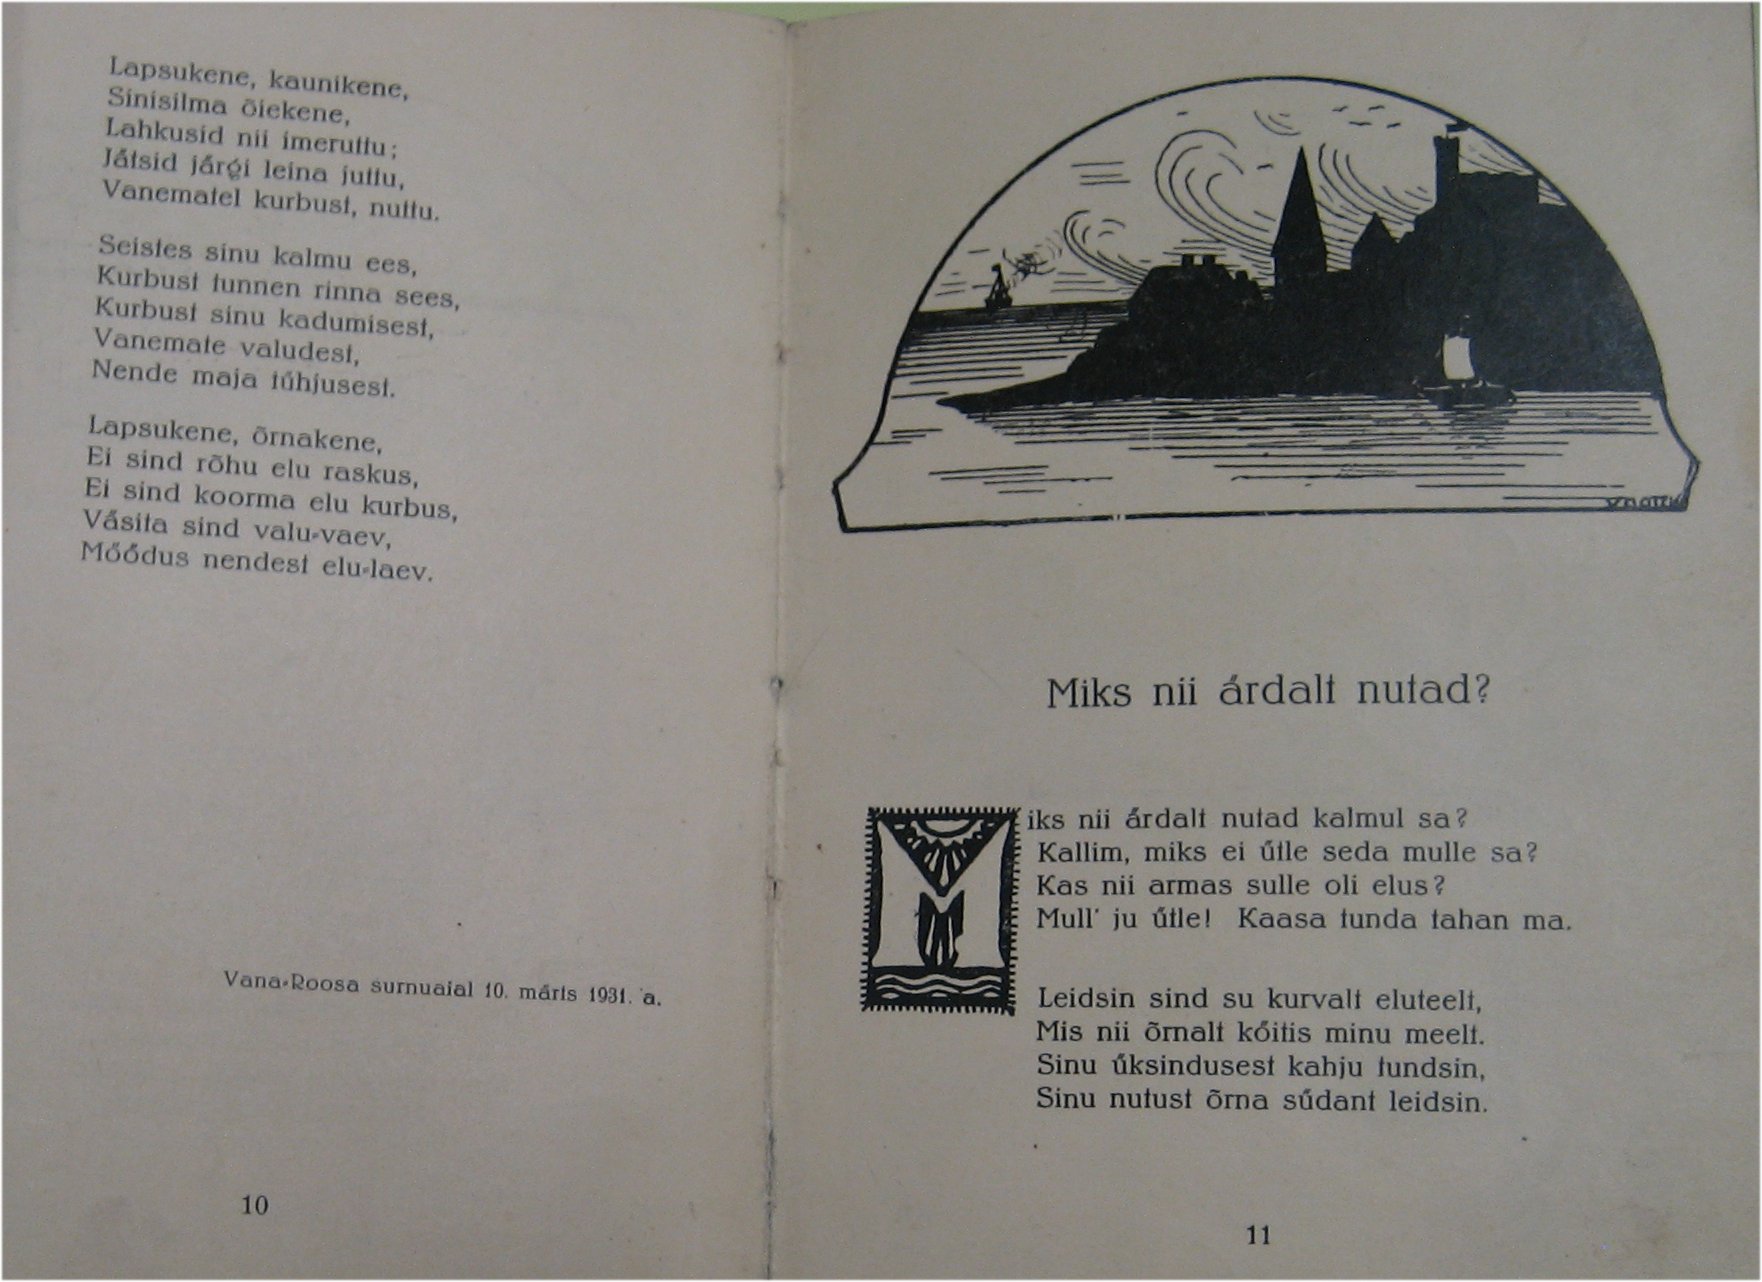 Lapsukene, kaunikene,
Sinisilma õiekene,
Lahkusid nii imeruttu;
Jätsid järgi leina juttu,
Vanematel kurbust, nuttu.
Seistes sinu kalmu ees,
Kurbust tunnen rinna sees,
Kurbust sinu kadumisest,
Vanemate valudest,
Nende maja tühjusest.
Lapsukene, õrnakene,
Ei sind rõhu elu raskus,
Ei sind koorma elu kurbus,
Väsita sind valu-vaev,
Möödus nendest elu-laev.
Vana-Roosa surnuaial 10. märts 1931. a.
10
Miks nii ärdalt nutad?
Miks nii ärdalt nutad kalmul sa?
Kallim, miks ei ütle seda mulle sa?
Kas nii armas sulle oli elus?
Mull' ju ütle! Kaasa tunda tahan ma.
Leidsin sind su kurvalt eluteelt,
Mis nii õrnalt köitis minu meelt.
Sinu üksindusest kahju tundsin,
Sinu nutust õrna südant leidsin.
11